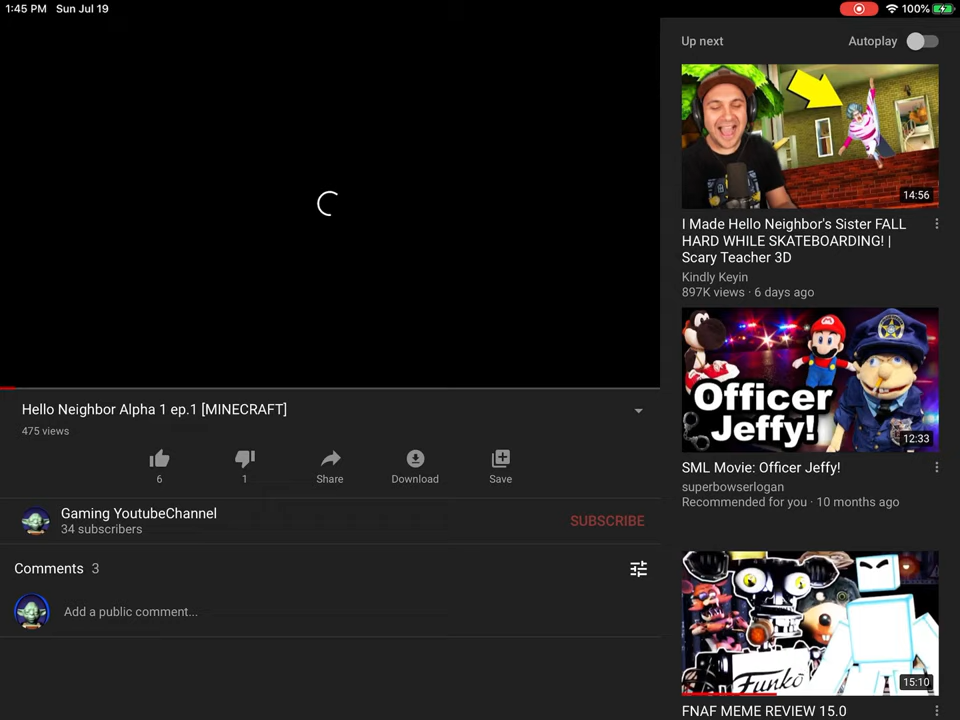 1:45 PM Sun Jul 19
100%
Hello Neighbor Alpha 1 ep.1 [MINECRAFT]
475 views
6
1
Share
Download
Save
Gaming YoutubeChannel
34 subscribers
SUBSCRIBE
Comments 3
Add a public comment...
Up next
Autoplay
14:56
I Made Hello Neighbor's Sister FALL
HARD WHILE SKATEBOARDING! |
Scary Teacher 3D
Kindly Keyin
897K views · 6 days ago
Officer
Jeffy!
12:33
SML Movie: Officer Jeffy!
superbowserlogan
Recommended for you · 10 months ago
Funko
15:10
FNAF MEME REVIEW 15.0